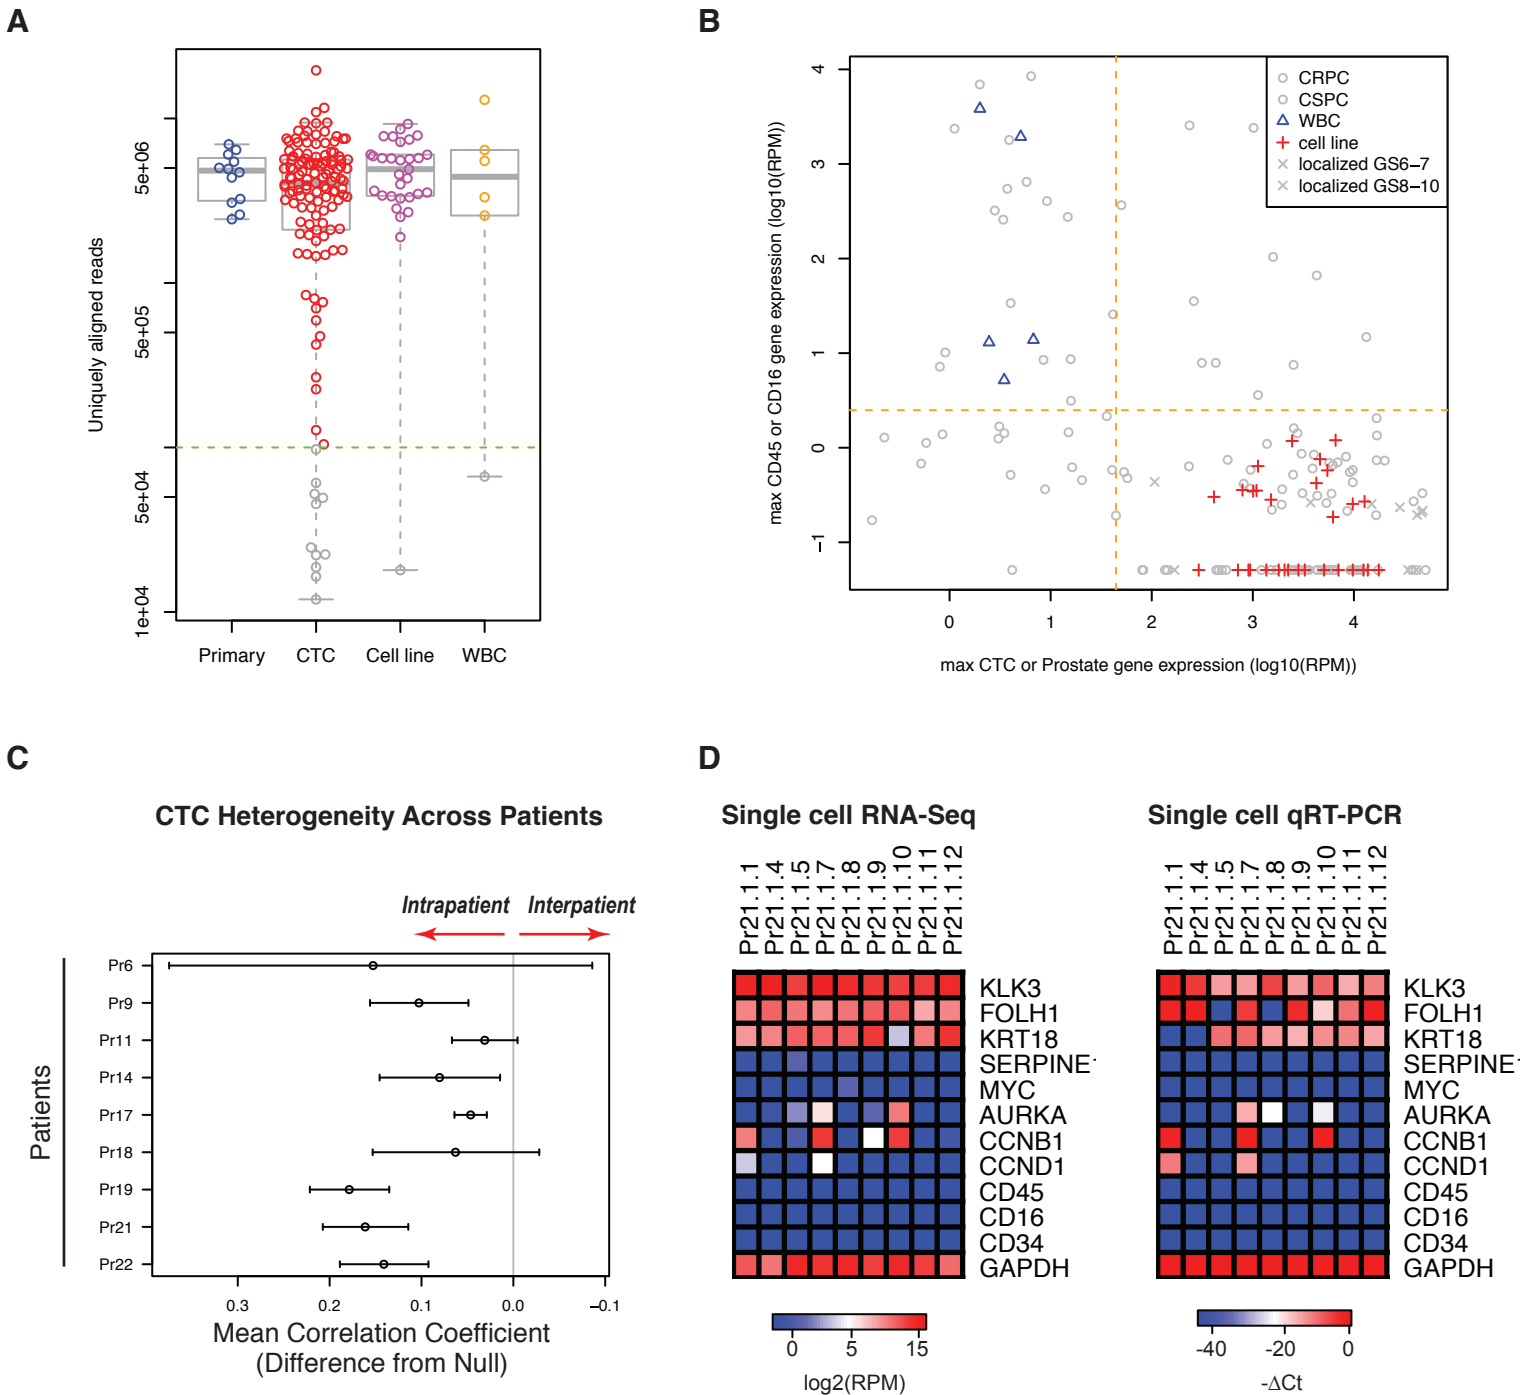 A
Uniquely aligned reads
5e+06
5e+05
5e+04
1e+04
Primary
CTC
Cell line
WBC
B
max CD45 or CD16 gene expression (log10(RPM))
4
3
2
1
0
−1
CRPC
CSPC
WBC
cell line
localized GS6−7
localized GS8−10
0
1
2
3
4
max CTC or Prostate gene expression (log10(RPM))
C
CTC Heterogeneity Across Patients
Intrapatient
Interpatient
Patients
Pr6
Pr9
Pr11
Pr14
Pr17
Pr18
Pr19
Pr21
Pr22
0.3
0.2
0.1
0.0
−0.1
Mean Correlation Coefficient
(Difference from Null)
D
Single cell RNA-Seq
Pr21.1.1
Pr21.1.4
Pr21.1.5
Pr21.1.7
Pr21.1.8
Pr21.1.9
Pr21.1.10
Pr21.1.11
Pr21.1.12
KLK3
FOLH1
KRT18
SERPINE
MYC
AURKA
CCNB1
CCND1
CD45
CD16
CD34
GAPDH
0
5
15
log2(RPM)
Single cell qRT-PCR
Pr21.1.1
Pr21.1.4
Pr21.1.5
Pr21.1.7
Pr21.1.8
Pr21.1.9
Pr21.1.10
Pr21.1.11
Pr21.1.12
KLK3
FOLH1
KRT18
SERPINE
MYC
AURKA
CCNB1
CCND1
CD45
CD16
CD34
GAPDH
-40
-20
0
-ΔCt